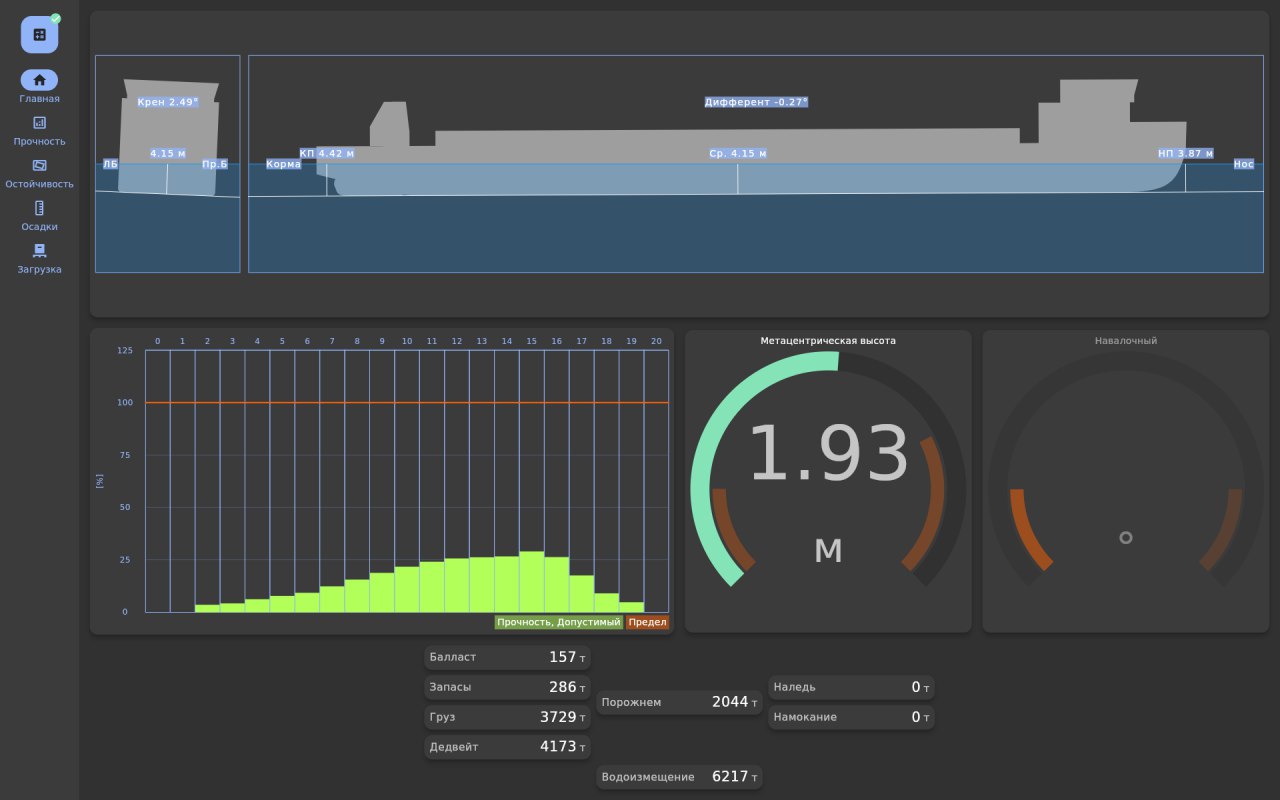 Главная
Прочность
Остойчивость
Осадки
Загрузка
Крен 2.49°
4.15 м
ЛБ
Пр.Б
Дифферент -0.27°
КП 4.42 м
Ср. 4.15 м
НП 3.87 м
Корма
Нос
0 1 2 3 4 5 6 7 8 9 10 11 12 13 14 15 16 17 18 19 20
125
100
75
50
25
0
[%]
Прочность, Допустимый
Предел
Метацентрическая высота
1.93
м
Навалочный
°
Балласт 157 т
Запасы 286 т
Груз 3729 т
Дедвейт 4173 т
Порожнем 2044 т
Водоизмещение 6217 т
Наледь 0 т
Намокание 0 т